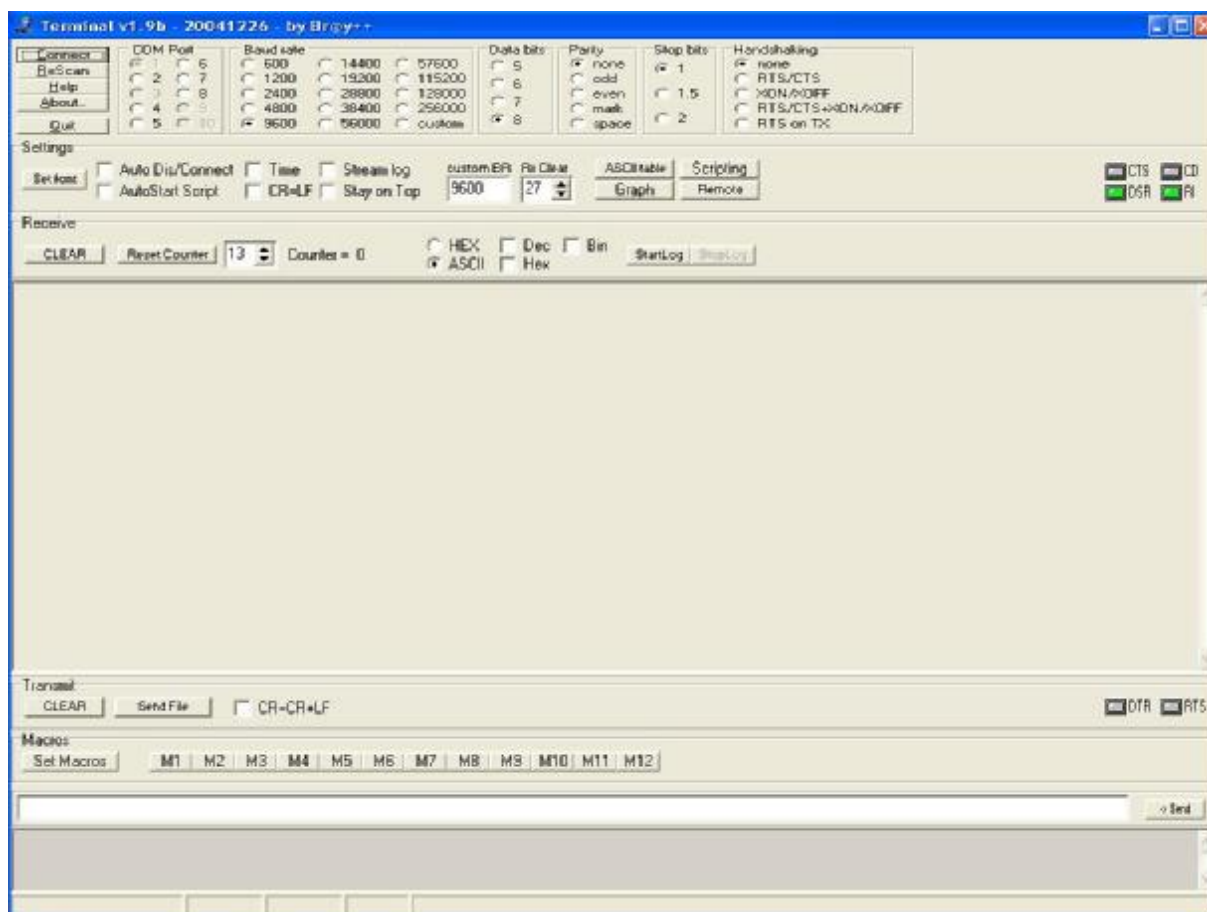 Terminal v1.9b - 20041226 - by Br@y++
Connect
ReScan
Help
About..
Quit
COM Port
1 6
2 7
3 8
4 9
5 10
Baud rate
600 14400 57600
1200 19200 115200
2400 28800 128000
4800 38400 256000
9600 56000 custom
Data bits
5
6
7
8
Parity
none
odd
even
mark
space
Stop bits
1
1.5
2
Handshaking
none
RTS/CTS
XON/XOFF
RTS/CTS+XON/XOFF
RTS on TX
Settings
Set font
Auto Dis/Connect Time Stream log
AutoStart Script CR=LF Stay on Top
custom BR Rx Clear
9600 27
ASCII table Scripting
Graph Remote
CTS CD
DSR RI
Receive
CLEAR Reset Counter 13 Counter = 0
HEX Dec Bin
ASCII Hex
StartLog StopLog
Transmit
CLEAR Send File CR=CR+LF
DTR RTS
Macros
Set Macros M1 M2 M3 M4 M5 M6 M7 M8 M9 M10 M11 M12
-> Send